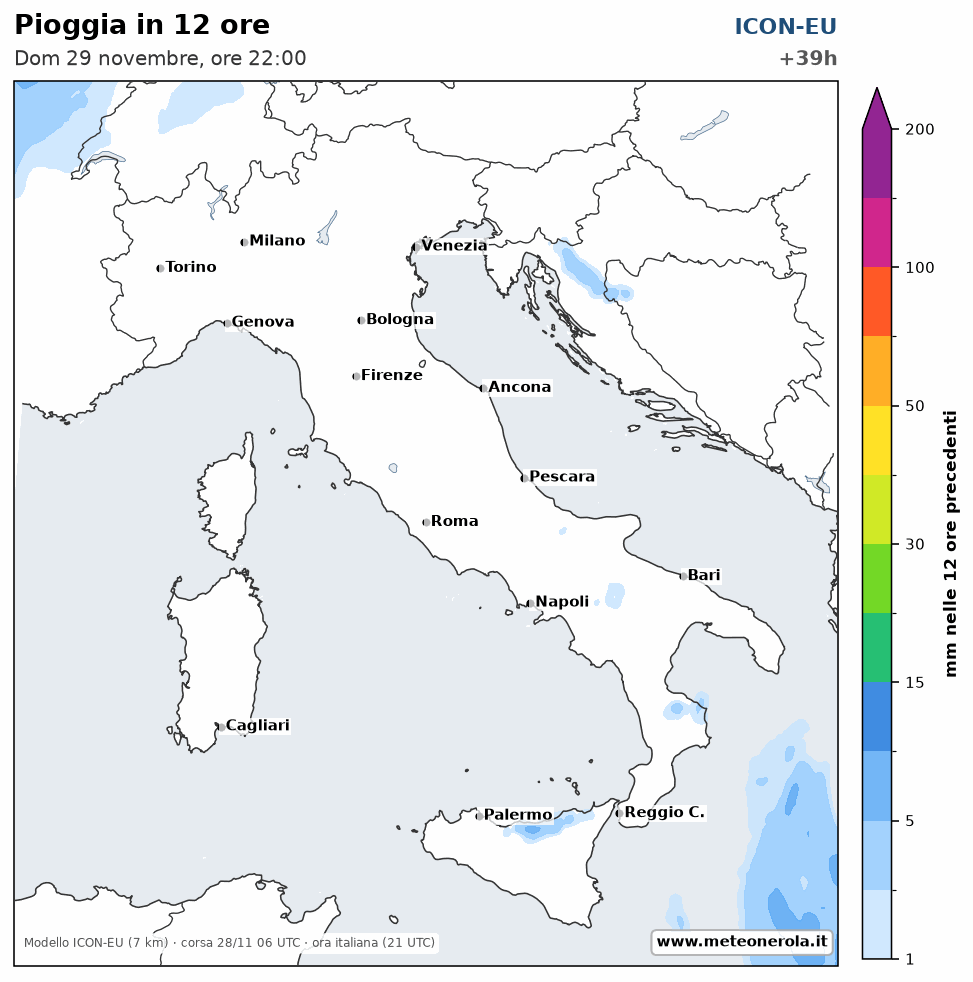 Pioggia in 12 ore
ICON-EU
Dom 29 novembre, ore 22:00
+39h
200
100
50
30
15
5
1
mm nelle 12 ore precedenti
Milano
Venezia
Torino
Genova
Bologna
Firenze
Ancona
Pescara
Roma
Bari
Napoli
Cagliari
Palermo
Reggio C.
Modello ICON-EU (7 km) · corsa 28/11 06 UTC · ora italiana (21 UTC)
www.meteonerola.it